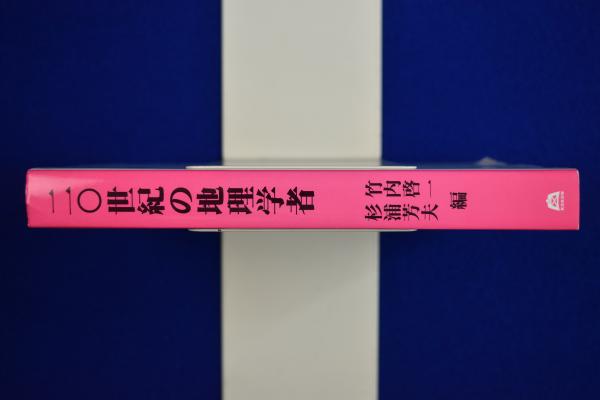 二〇世紀の地理学者
竹内啓一
杉浦芳夫
編